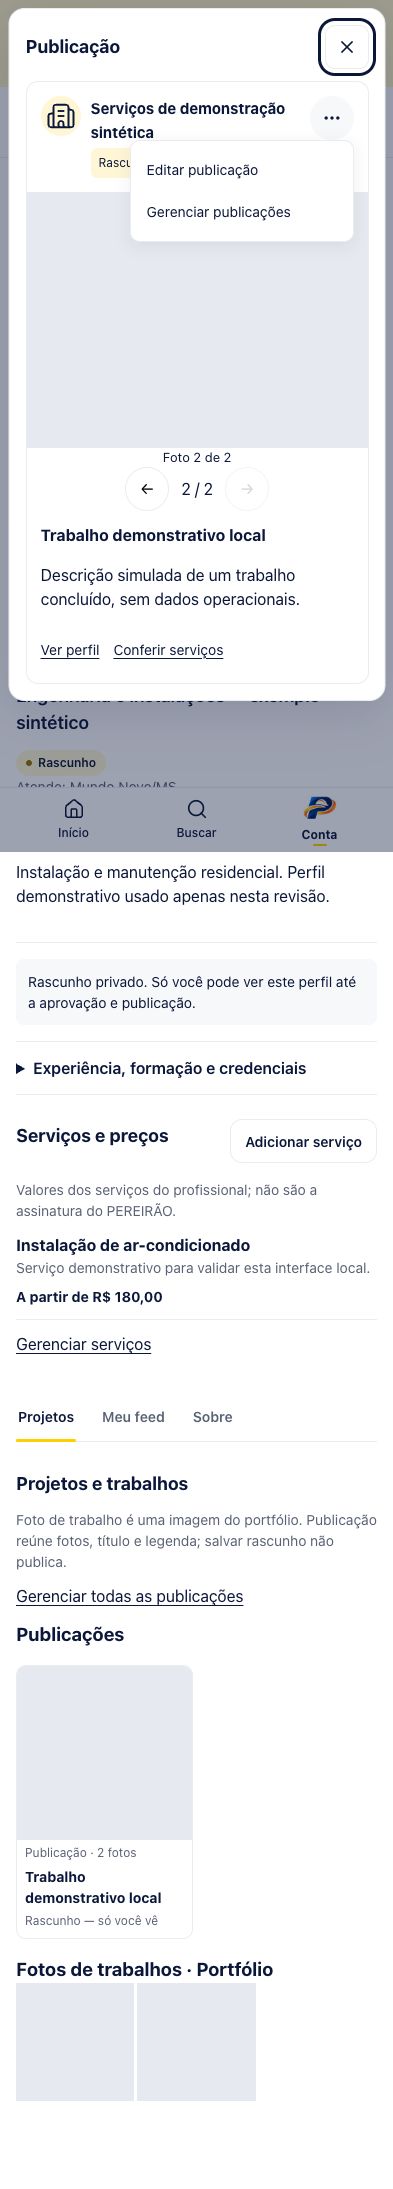 Publicação
Serviços de demonstração
sintética
Editar publicação
Gerenciar publicações
Foto 2 de 2
2 / 2
Trabalho demonstrativo local
Descrição simulada de um trabalho
concluído, sem dados operacionais.
Ver perfil Conferir serviços
sintético
Rascunho
Início Buscar Conta
Instalação e manutenção residencial. Perfil
demonstrativo usado apenas nesta revisão.
Rascunho privado. Só você pode ver este perfil até
a aprovação e publicação.
Experiência, formação e credenciais
Serviços e preços
Adicionar serviço
Valores dos serviços do profissional; não são a
assinatura do PEREIRÃO.
Instalação de ar-condicionado
Serviço demonstrativo para validar esta interface local.
A partir de R$ 180,00
Gerenciar serviços
Projetos Meu feed Sobre
Projetos e trabalhos
Foto de trabalho é uma imagem do portfólio. Publicação
reúne fotos, título e legenda; salvar rascunho não
publica.
Gerenciar todas as publicações
Publicações
Publicação · 2 fotos
Trabalho
demonstrativo local
Rascunho — só você vê
Fotos de trabalhos · Portfólio